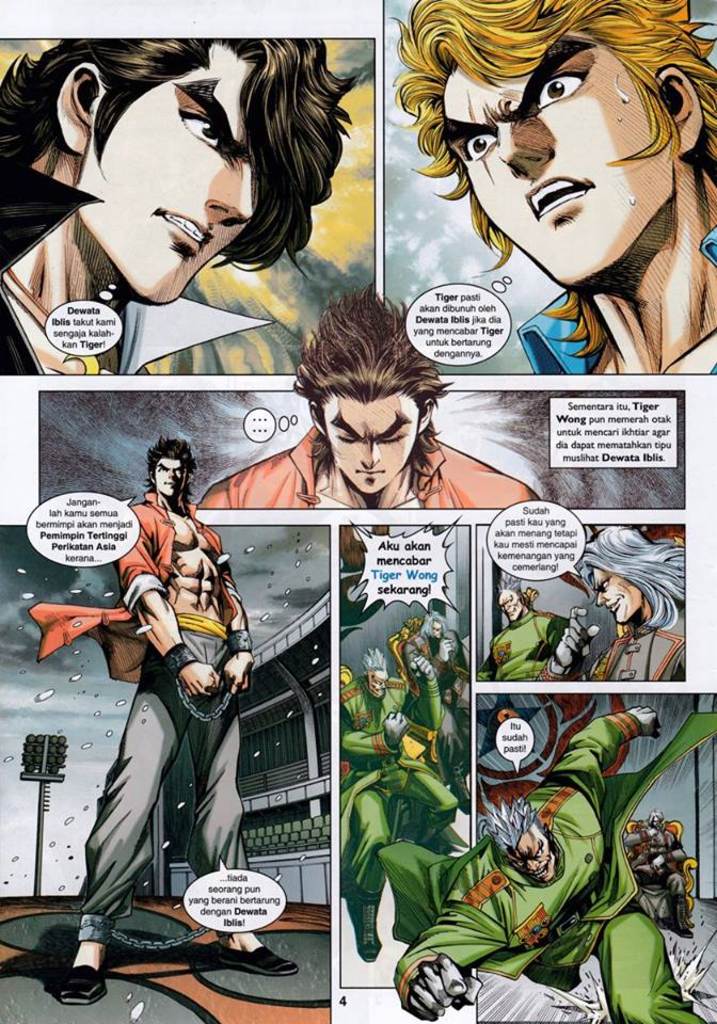 Dewata
Iblis takut kami
sengaja kalah-
kan Tiger!
Tiger pasti
akan dibunuh oleh
Dewata Iblis jika dia
yang mencabar Tiger
untuk bertarung
dengannya.
... ...
Sementara itu, Tiger
Wong pun memerah otak
untuk mencari ikhtiar agar
dia dapat mematahkan tipu
muslihat Dewata Iblis.
Jangan-
lah kamu semua
bermimpi akan menjadi
Pemimpin Tertinggi
Perikatan Asia
kerana...
...tiada
seorang pun
yang berani bertarung
dengan Dewata
Iblis!
Aku akan
mencabar
Tiger Wong
sekarang!
Sudah
pasti kau yang
akan menang tetapi
kau mesti mencapai
kemenangan yang
cemerlang!
Itu
sudah
pasti!
4